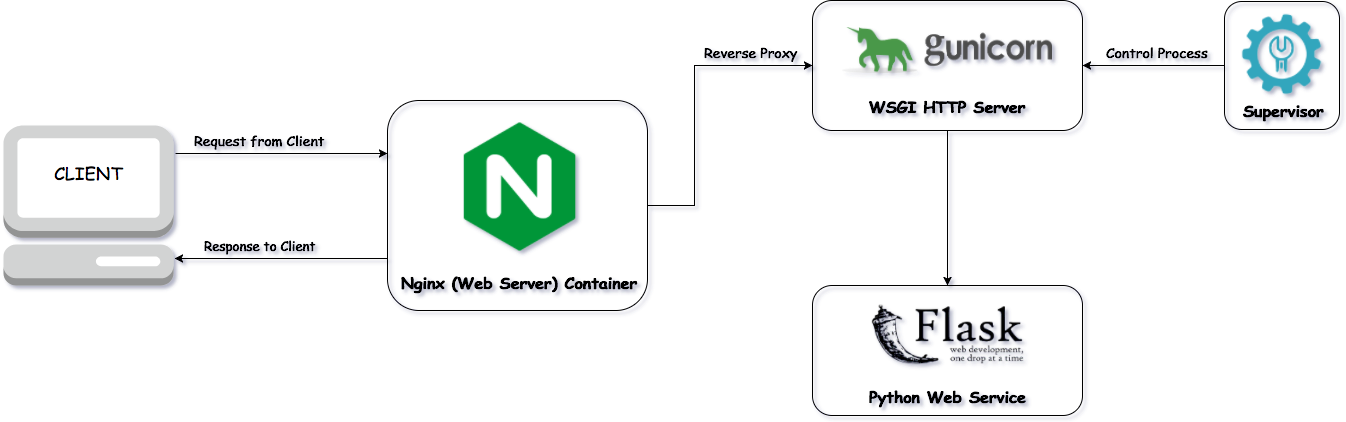 CLIENT
Request from Client
Response to Client
Nginx (Web Server) Container
Reverse Proxy
gunicorn
WSGI HTTP Server
Control Process
Supervisor
Flask
web development,
one drop at a time
Python Web Service